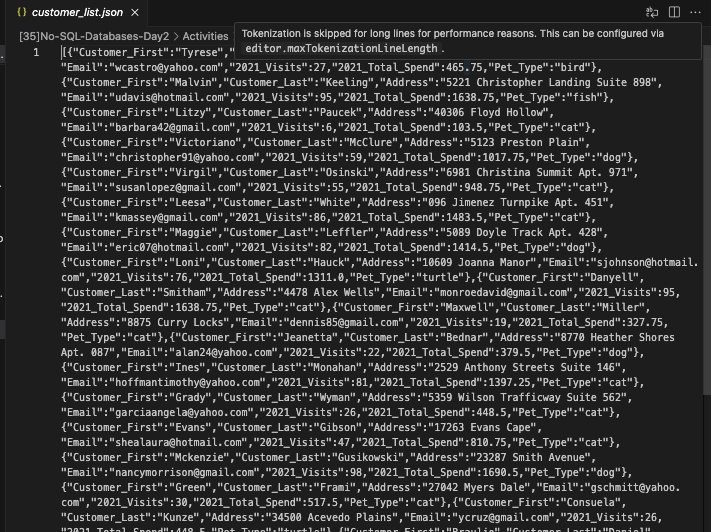 {} customer_list.json ×
[35]No-SQL-Databases-Day2 > Activities
Tokenization is skipped for long lines for performance reasons. This can be configured via
editor.maxTokenizationLineLength.
1 [{"Customer_First":"Tyrese","
"Email":"wcastro@yahoo.com","2021_Visits":27,"2021_Total_Spend":465.75,"Pet_Type":"bird"},
{"Customer_First":"Malvin","Customer_Last":"Keeling","Address":"5221 Christopher Landing Suite 898",
"Email":"udavis@hotmail.com","2021_Visits":95,"2021_Total_Spend":1638.75,"Pet_Type":"fish"},
{"Customer_First":"Litzy","Customer_Last":"Paucek","Address":"40306 Floyd Hollow",
"Email":"barbara42@gmail.com","2021_Visits":6,"2021_Total_Spend":103.5,"Pet_Type":"cat"},
{"Customer_First":"Victoriano","Customer_Last":"McClure","Address":"5123 Preston Plain",
"Email":"christopher91@yahoo.com","2021_Visits":59,"2021_Total_Spend":1017.75,"Pet_Type":"dog"},
{"Customer_First":"Virgil","Customer_Last":"Osinski","Address":"6981 Christina Summit Apt. 971",
"Email":"susanlopez@gmail.com","2021_Visits":55,"2021_Total_Spend":948.75,"Pet_Type":"cat"},
{"Customer_First":"Leesa","Customer_Last":"White","Address":"096 Jimenez Turnpike Apt. 451",
"Email":"kmassey@gmail.com","2021_Visits":86,"2021_Total_Spend":1483.5,"Pet_Type":"cat"},
{"Customer_First":"Maggie","Customer_Last":"Leffler","Address":"5089 Doyle Track Apt. 428",
"Email":"eric07@hotmail.com","2021_Visits":82,"2021_Total_Spend":1414.5,"Pet_Type":"dog"},
{"Customer_First":"Loni","Customer_Last":"Hauck","Address":"10609 Joanna Manor","Email":"sjohnson@hotmail.
com","2021_Visits":76,"2021_Total_Spend":1311.0,"Pet_Type":"turtle"},{"Customer_First":"Danyell",
"Customer_Last":"Smitham","Address":"4478 Alex Wells","Email":"monroedavid@gmail.com","2021_Visits":95,
"2021_Total_Spend":1638.75,"Pet_Type":"cat"},{"Customer_First":"Maxwell","Customer_Last":"Miller",
"Address":"8875 Curry Locks","Email":"dennis85@gmail.com","2021_Visits":19,"2021_Total_Spend":327.75,
"Pet_Type":"cat"},{"Customer_First":"Jeanetta","Customer_Last":"Bednar","Address":"8770 Heather Shores
Apt. 087","Email":"alan24@yahoo.com","2021_Visits":22,"2021_Total_Spend":379.5,"Pet_Type":"dog"},
{"Customer_First":"Ines","Customer_Last":"Monahan","Address":"2529 Anthony Streets Suite 146",
"Email":"hoffmantimothy@yahoo.com","2021_Visits":81,"2021_Total_Spend":1397.25,"Pet_Type":"cat"},
{"Customer_First":"Grady","Customer_Last":"Wyman","Address":"5359 Wilson Trafficway Suite 562",
"Email":"garciaangela@yahoo.com","2021_Visits":26,"2021_Total_Spend":448.5,"Pet_Type":"cat"},
{"Customer_First":"Evans","Customer_Last":"Gibson","Address":"17263 Evans Cape",
"Email":"shealaura@hotmail.com","2021_Visits":47,"2021_Total_Spend":810.75,"Pet_Type":"cat"},
{"Customer_First":"Mckenzie","Customer_Last":"Gusikowski","Address":"23287 Smith Avenue",
"Email":"nancymorrison@gmail.com","2021_Visits":98,"2021_Total_Spend":1690.5,"Pet_Type":"dog"},
{"Customer_First":"Green","Customer_Last":"Frami","Address":"27042 Myers Dale","Email":"gschmitt@yahoo.
com","2021_Visits":30,"2021_Total_Spend":517.5,"Pet_Type":"cat"},{"Customer_First":"Consuela",
"Customer_Last":"Kunze","Address":"34500 Acevedo Plains","Email":"ycruz@gmail.com","2021_Visits":26,
"2021_Total_Spend":448.5,"Pet_Type":"turtle"},{"Customer_First":"Braulio","Customer_Last":"Daniel"